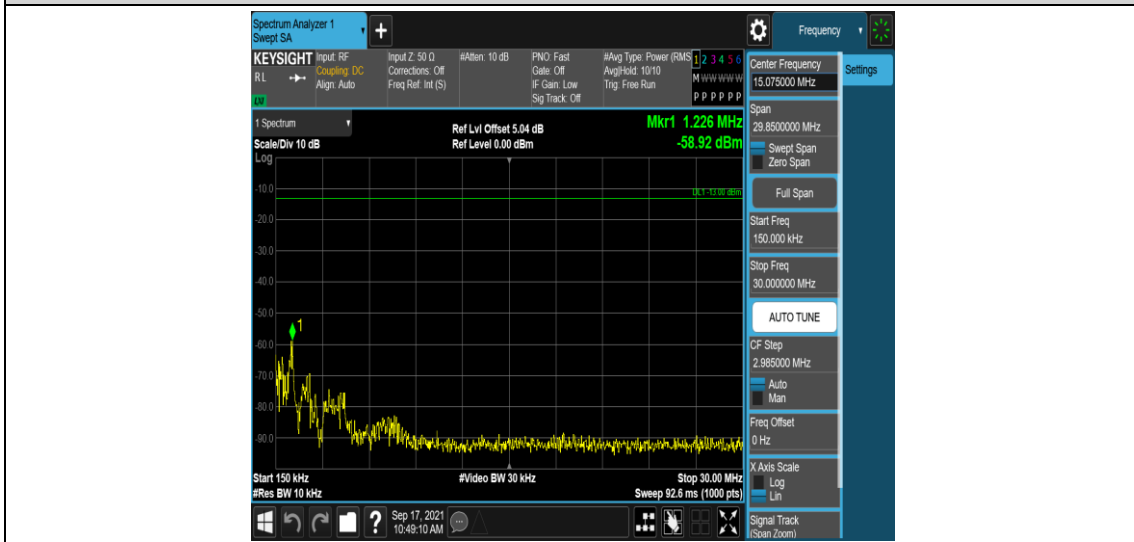 Spectrum Analyzer 1
Swept SA
+
Frequency
KEYSIGHT
RL
LXI
Input: RF
Coupling: DC
Align: Auto
Input Z: 50 Ω
Corrections: Off
Freq Ref: Int (S)
#Atten: 10 dB
PNO: Fast
Gate: Off
IF Gain: Low
Sig Track: Off
#Avg Type: Power (RMS
Avg|Hold: 10/10
Trig: Free Run
1 2 3 4 5 6
M W W W W W
P P P P P P
Center Frequency
15.075000 MHz
Settings
1 Spectrum
Scale/Div 10 dB
Ref Lvl Offset 5.04 dB
Ref Level 0.00 dBm
Mkr1 1.226 MHz
-58.92 dBm
Span
29.8500000 MHz
Swept Span
Zero Span
Full Span
Start Freq
150.000 kHz
Stop Freq
30.000000 MHz
AUTO TUNE
CF Step
2.985000 MHz
Auto
Man
Freq Offset
0 Hz
X Axis Scale
Log
Lin
Signal Track
(Span Zoom)
Log
DL1 -13.00 dBm
-10.0
-20.0
-30.0
-40.0
-50.0
1
-60.0
-70.0
-80.0
-90.0
Start 150 kHz
#Video BW 30 kHz
Stop 30.00 MHz
#Res BW 10 kHz
Sweep 92.6 ms (1000 pts)
?
Sep 17, 2021
10:49:10 AM